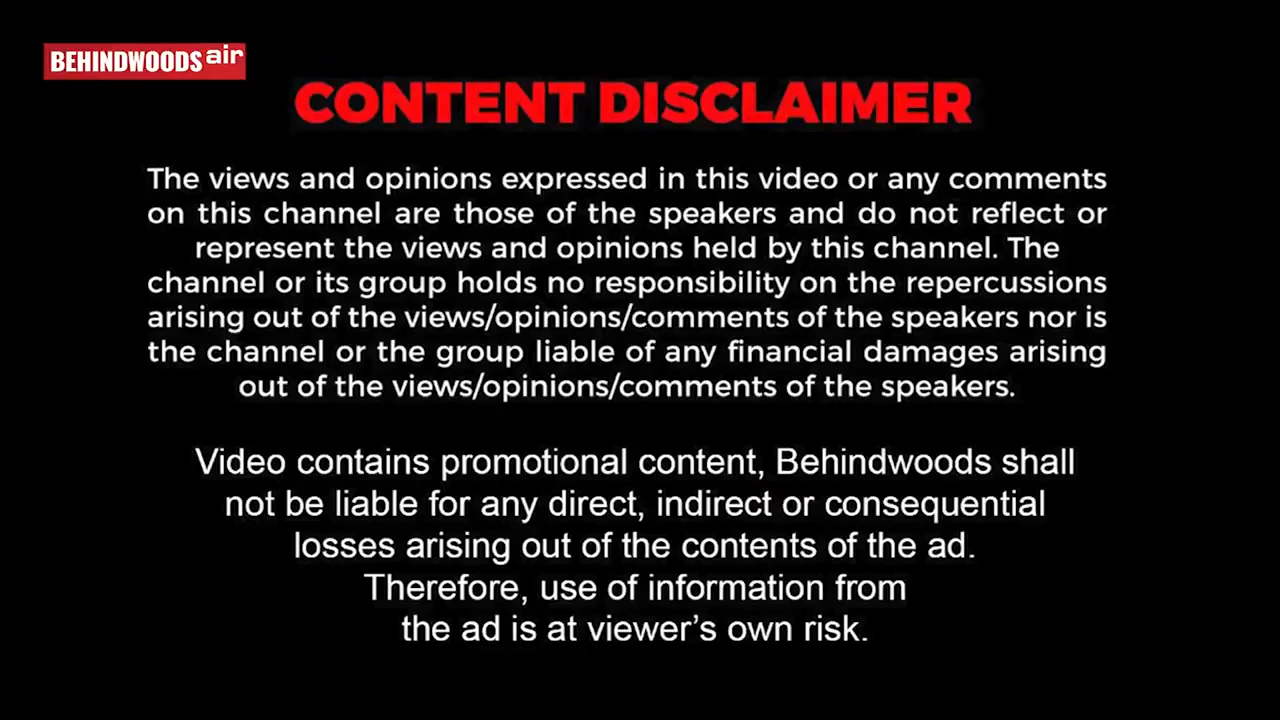 BEHINDWOODS air
CONTENT DISCLAIMER
The views and opinions expressed in this video or any comments
on this channel are those of the speakers and do not reflect or
represent the views and opinions held by this channel. The
channel or its group holds no responsibility on the repercussions
arising out of the views/opinions/comments of the speakers nor is
the channel or the group liable of any financial damages arising
out of the views/opinions/comments of the speakers.
Video contains promotional content, Behindwoods shall
not be liable for any direct, indirect or consequential
losses arising out of the contents of the ad.
Therefore, use of information from
the ad is at viewer’s own risk.